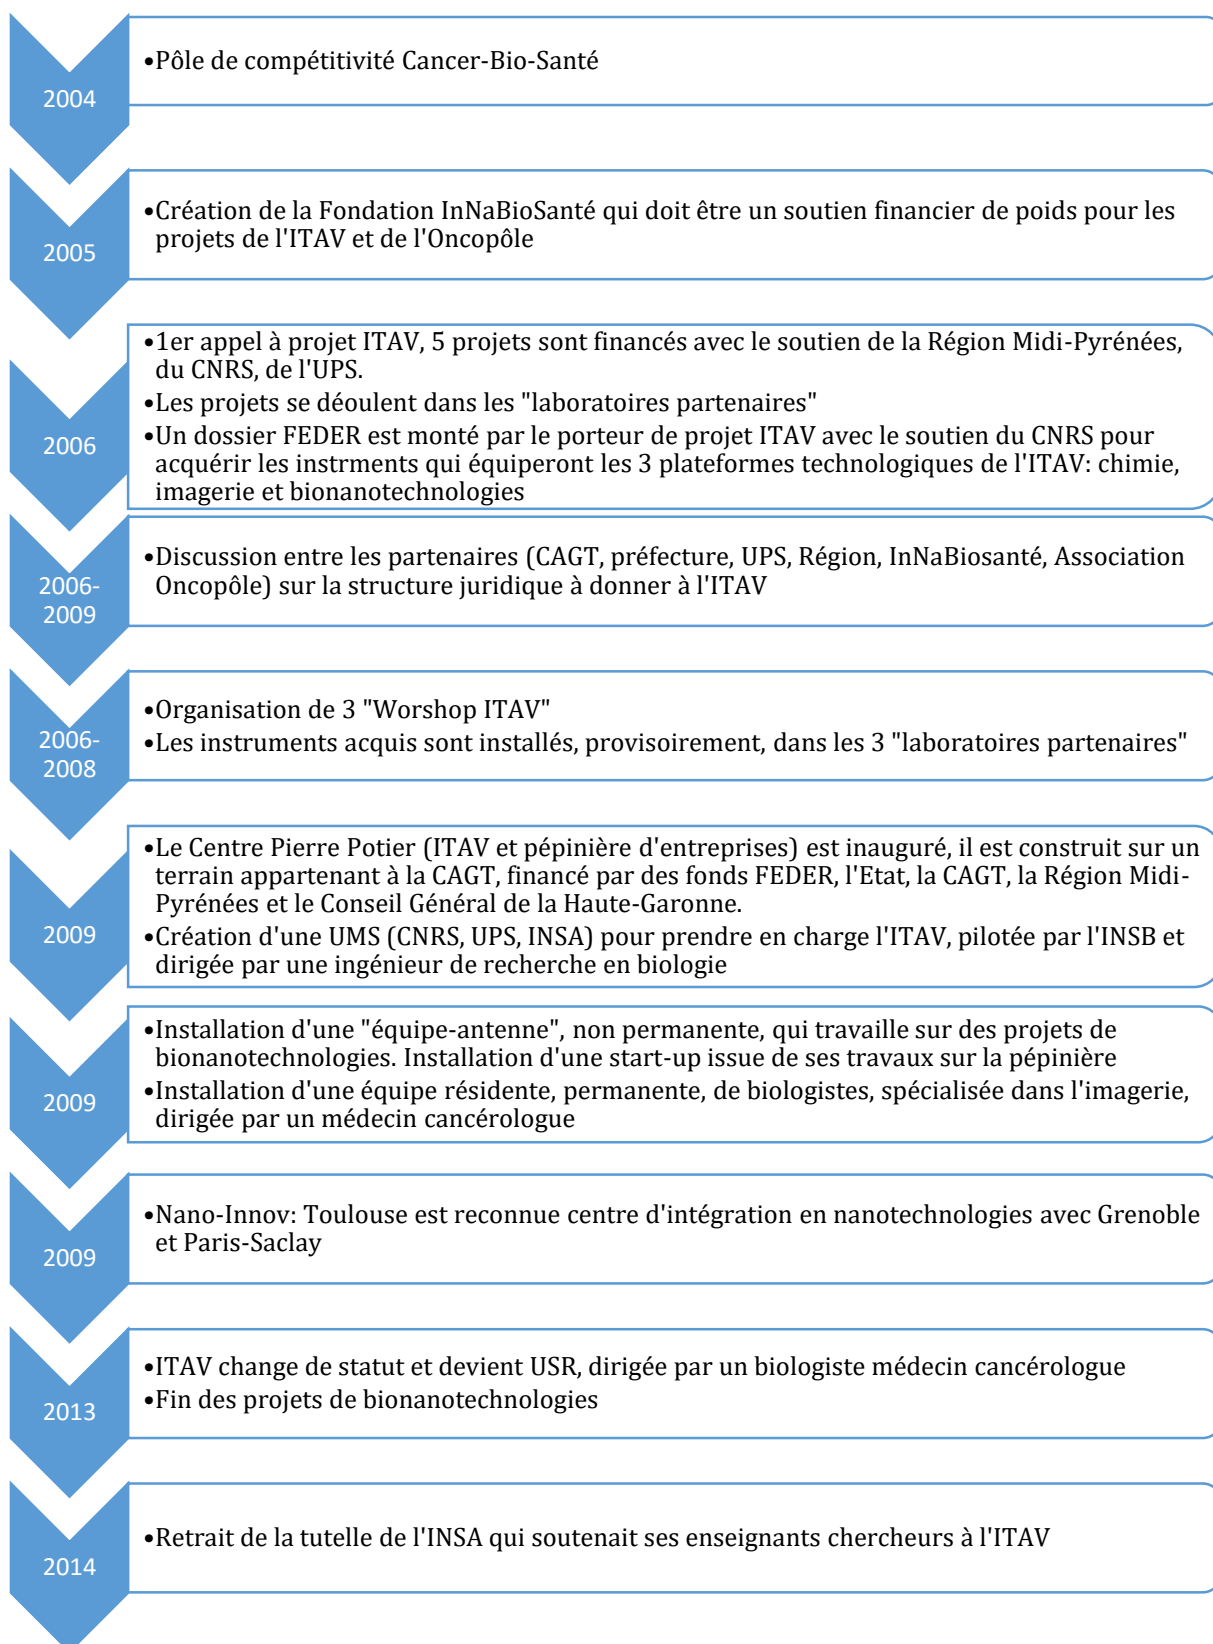 2004
•Pôle de compétitivité Cancer-Bio-Santé
2005
•Création de la Fondation InNaBioSanté qui doit être un soutien financier de poids pour les
projets de l'ITAV et de l'Oncopôle
2006
•1er appel à projet ITAV, 5 projets sont financés avec le soutien de la Région Midi-Pyrénées,
du CNRS, de l'UPS.
•Les projets se déoulent dans les "laboratoires partenaires"
•Un dossier FEDER est monté par le porteur de projet ITAV avec le soutien du CNRS pour
acquérir les instrments qui équiperont les 3 plateformes technologiques de l'ITAV: chimie,
imagerie et bionanotechnologies
2006-
2009
•Discussion entre les partenaires (CAGT, préfecture, UPS, Région, InNaBiosanté, Association
Oncopôle) sur la structure juridique à donner à l'ITAV
2006-
2008
•Organisation de 3 "Worshop ITAV"
•Les instruments acquis sont installés, provisoirement, dans les 3 "laboratoires partenaires"
2009
•Le Centre Pierre Potier (ITAV et pépinière d'entreprises) est inauguré, il est construit sur un
terrain appartenant à la CAGT, financé par des fonds FEDER, l'Etat, la CAGT, la Région Midi-
Pyrénées et le Conseil Général de la Haute-Garonne.
•Création d'une UMS (CNRS, UPS, INSA) pour prendre en charge l'ITAV, pilotée par l'INSB et
dirigée par une ingénieur de recherche en biologie
2009
•Installation d'une "équipe-antenne", non permanente, qui travaille sur des projets de
bionanotechnologies. Installation d'une start-up issue de ses travaux sur la pépinière
•Installation d'une équipe résidente, permanente, de biologistes, spécialisée dans l'imagerie,
dirigée par un médecin cancérologue
2009
•Nano-Innov: Toulouse est reconnue centre d'intégration en nanotechnologies avec Grenoble
et Paris-Saclay
2013
•ITAV change de statut et devient USR, dirigée par un biologiste médecin cancérologue
•Fin des projets de bionanotechnologies
2014
•Retrait de la tutelle de l'INSA qui soutenait ses enseignants chercheurs à l'ITAV